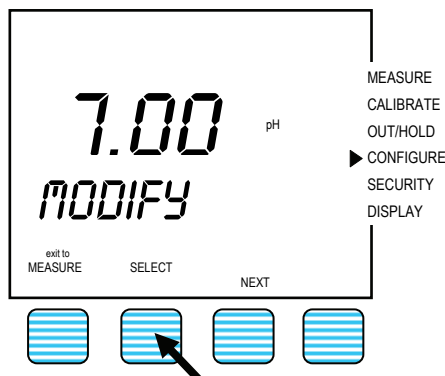 7.00 pH
MODIFY
exit to
MEASURE SELECT
NEXT
MEASURE
CALIBRATE
OUT/HOLD
CONFIGURE
SECURITY
DISPLAY